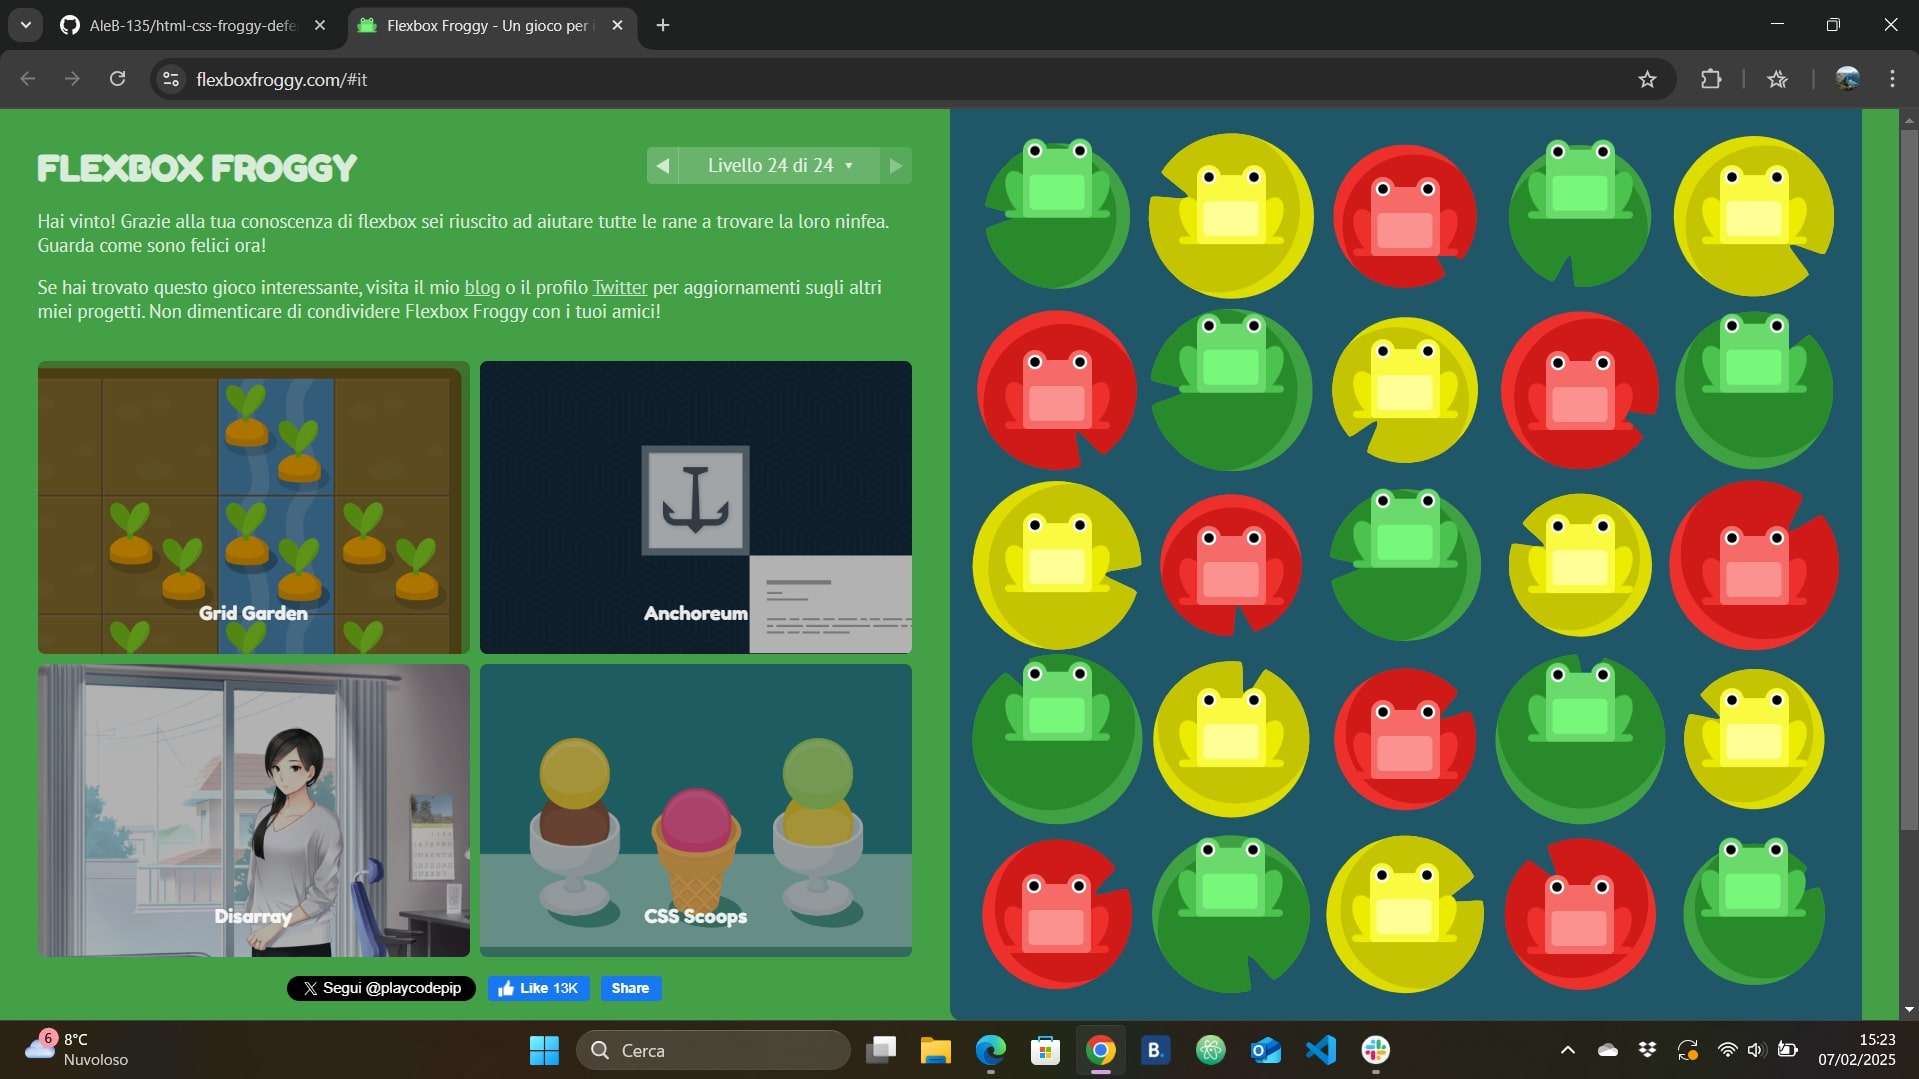 AleB-135/html-css-froggy-defe
Flexbox Froggy - Un gioco per i
flexboxfroggy.com/#it
FLEXBOX FROGGY
Livello 24 di 24
Hai vinto! Grazie alla tua conoscenza di flexbox sei riuscito ad aiutare tutte le rane a trovare la loro ninfea.
Guarda come sono felici ora!
Se hai trovato questo gioco interessante, visita il mio blog o il profilo Twitter per aggiornamenti sugli altri
miei progetti. Non dimenticare di condividere Flexbox Froggy con i tuoi amici!
Grid Garden
Anchoreum
Disarray
CSS Scoops
Segui @playcodepip
Like 13K
Share
6
8°C
Nuvoloso
Cerca
B.
15:23
07/02/2025